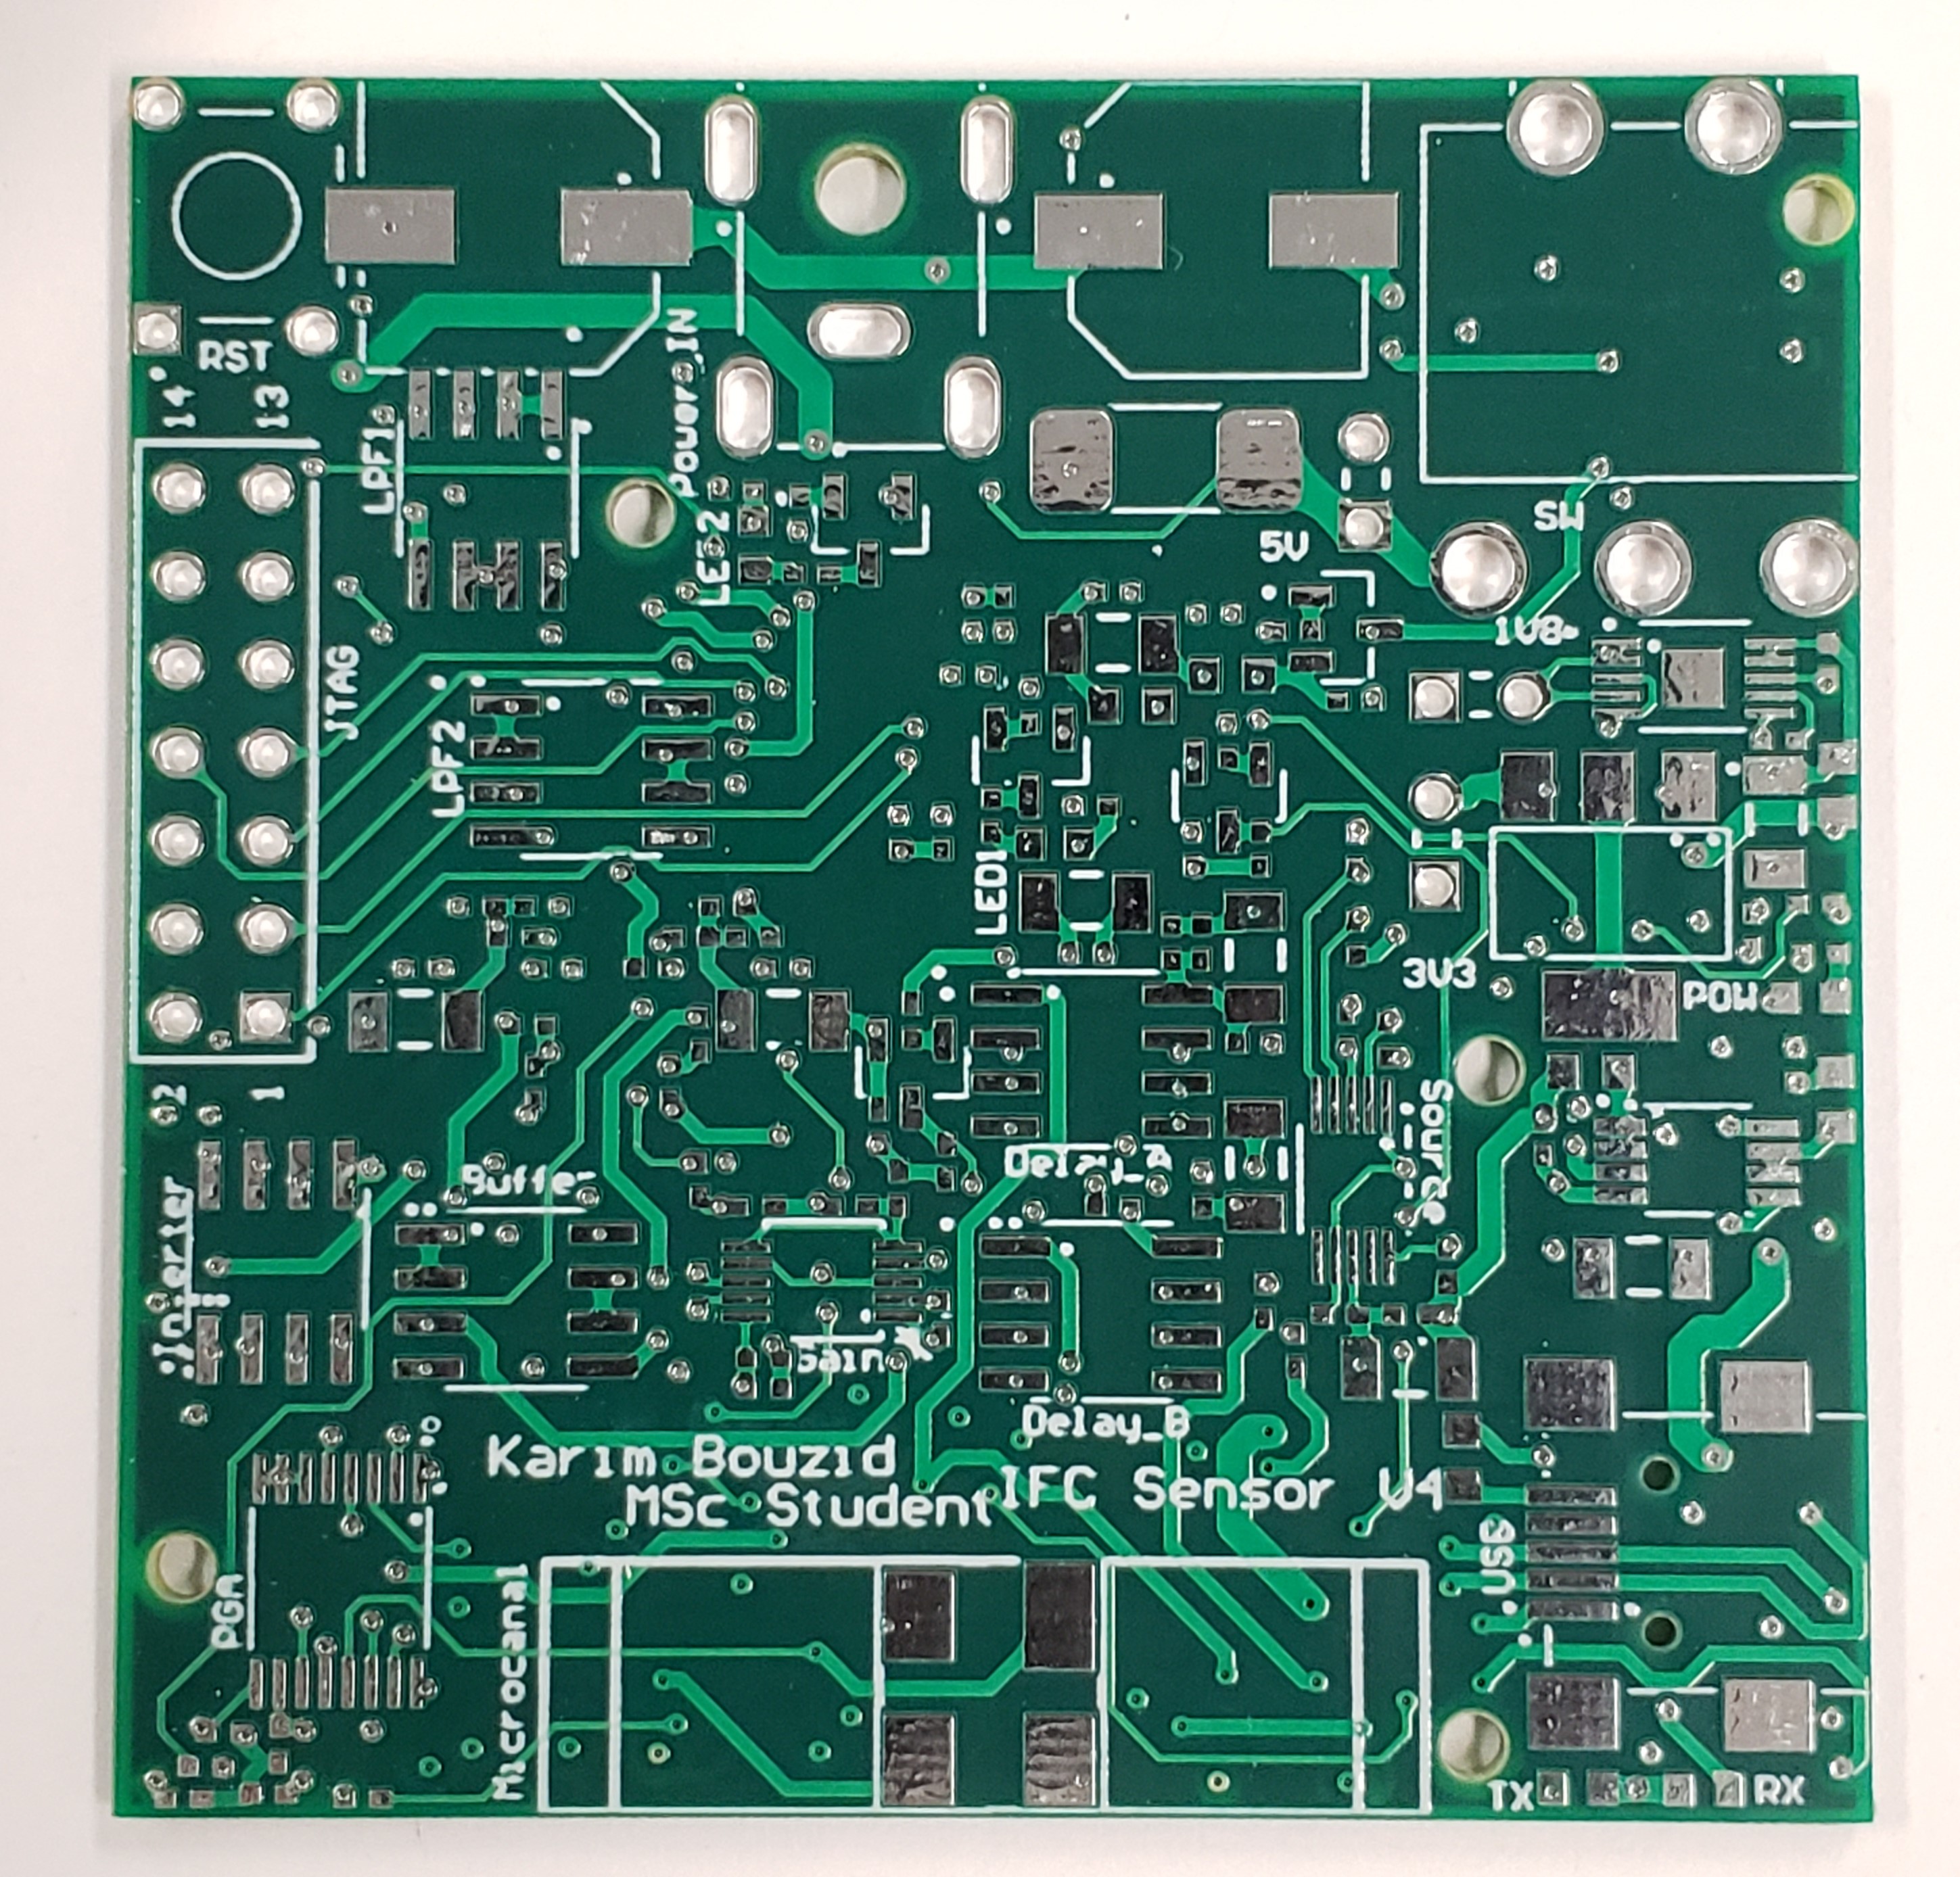 RST
14
13
LPF1
Power_IN
LED2
SW
5V
1V8
JTAG
LPF2
LED1
3V3
POW
2
1
Source
Delay_A
Buffer
Inverter
Gain
Delay_B
Karim Bouzid
MSc Student
IFC Sensor V4
USB
PGA
Microcanal
TX
RX